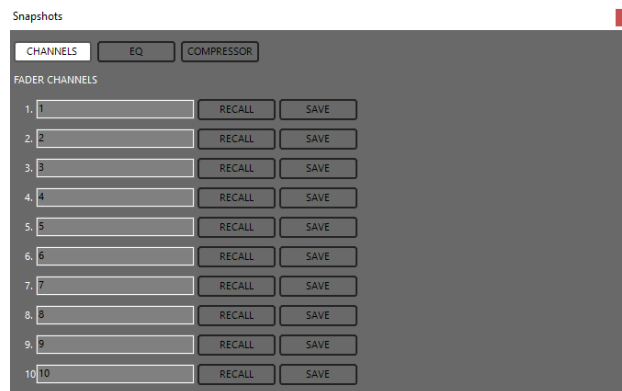 Snapshots
CHANNELS EQ COMPRESSOR
FADER CHANNELS
1. 1 RECALL SAVE
2. 2 RECALL SAVE
3. 3 RECALL SAVE
4. 4 RECALL SAVE
5. 5 RECALL SAVE
6. 6 RECALL SAVE
7. 7 RECALL SAVE
8. 8 RECALL SAVE
9. 9 RECALL SAVE
10 10 RECALL SAVE